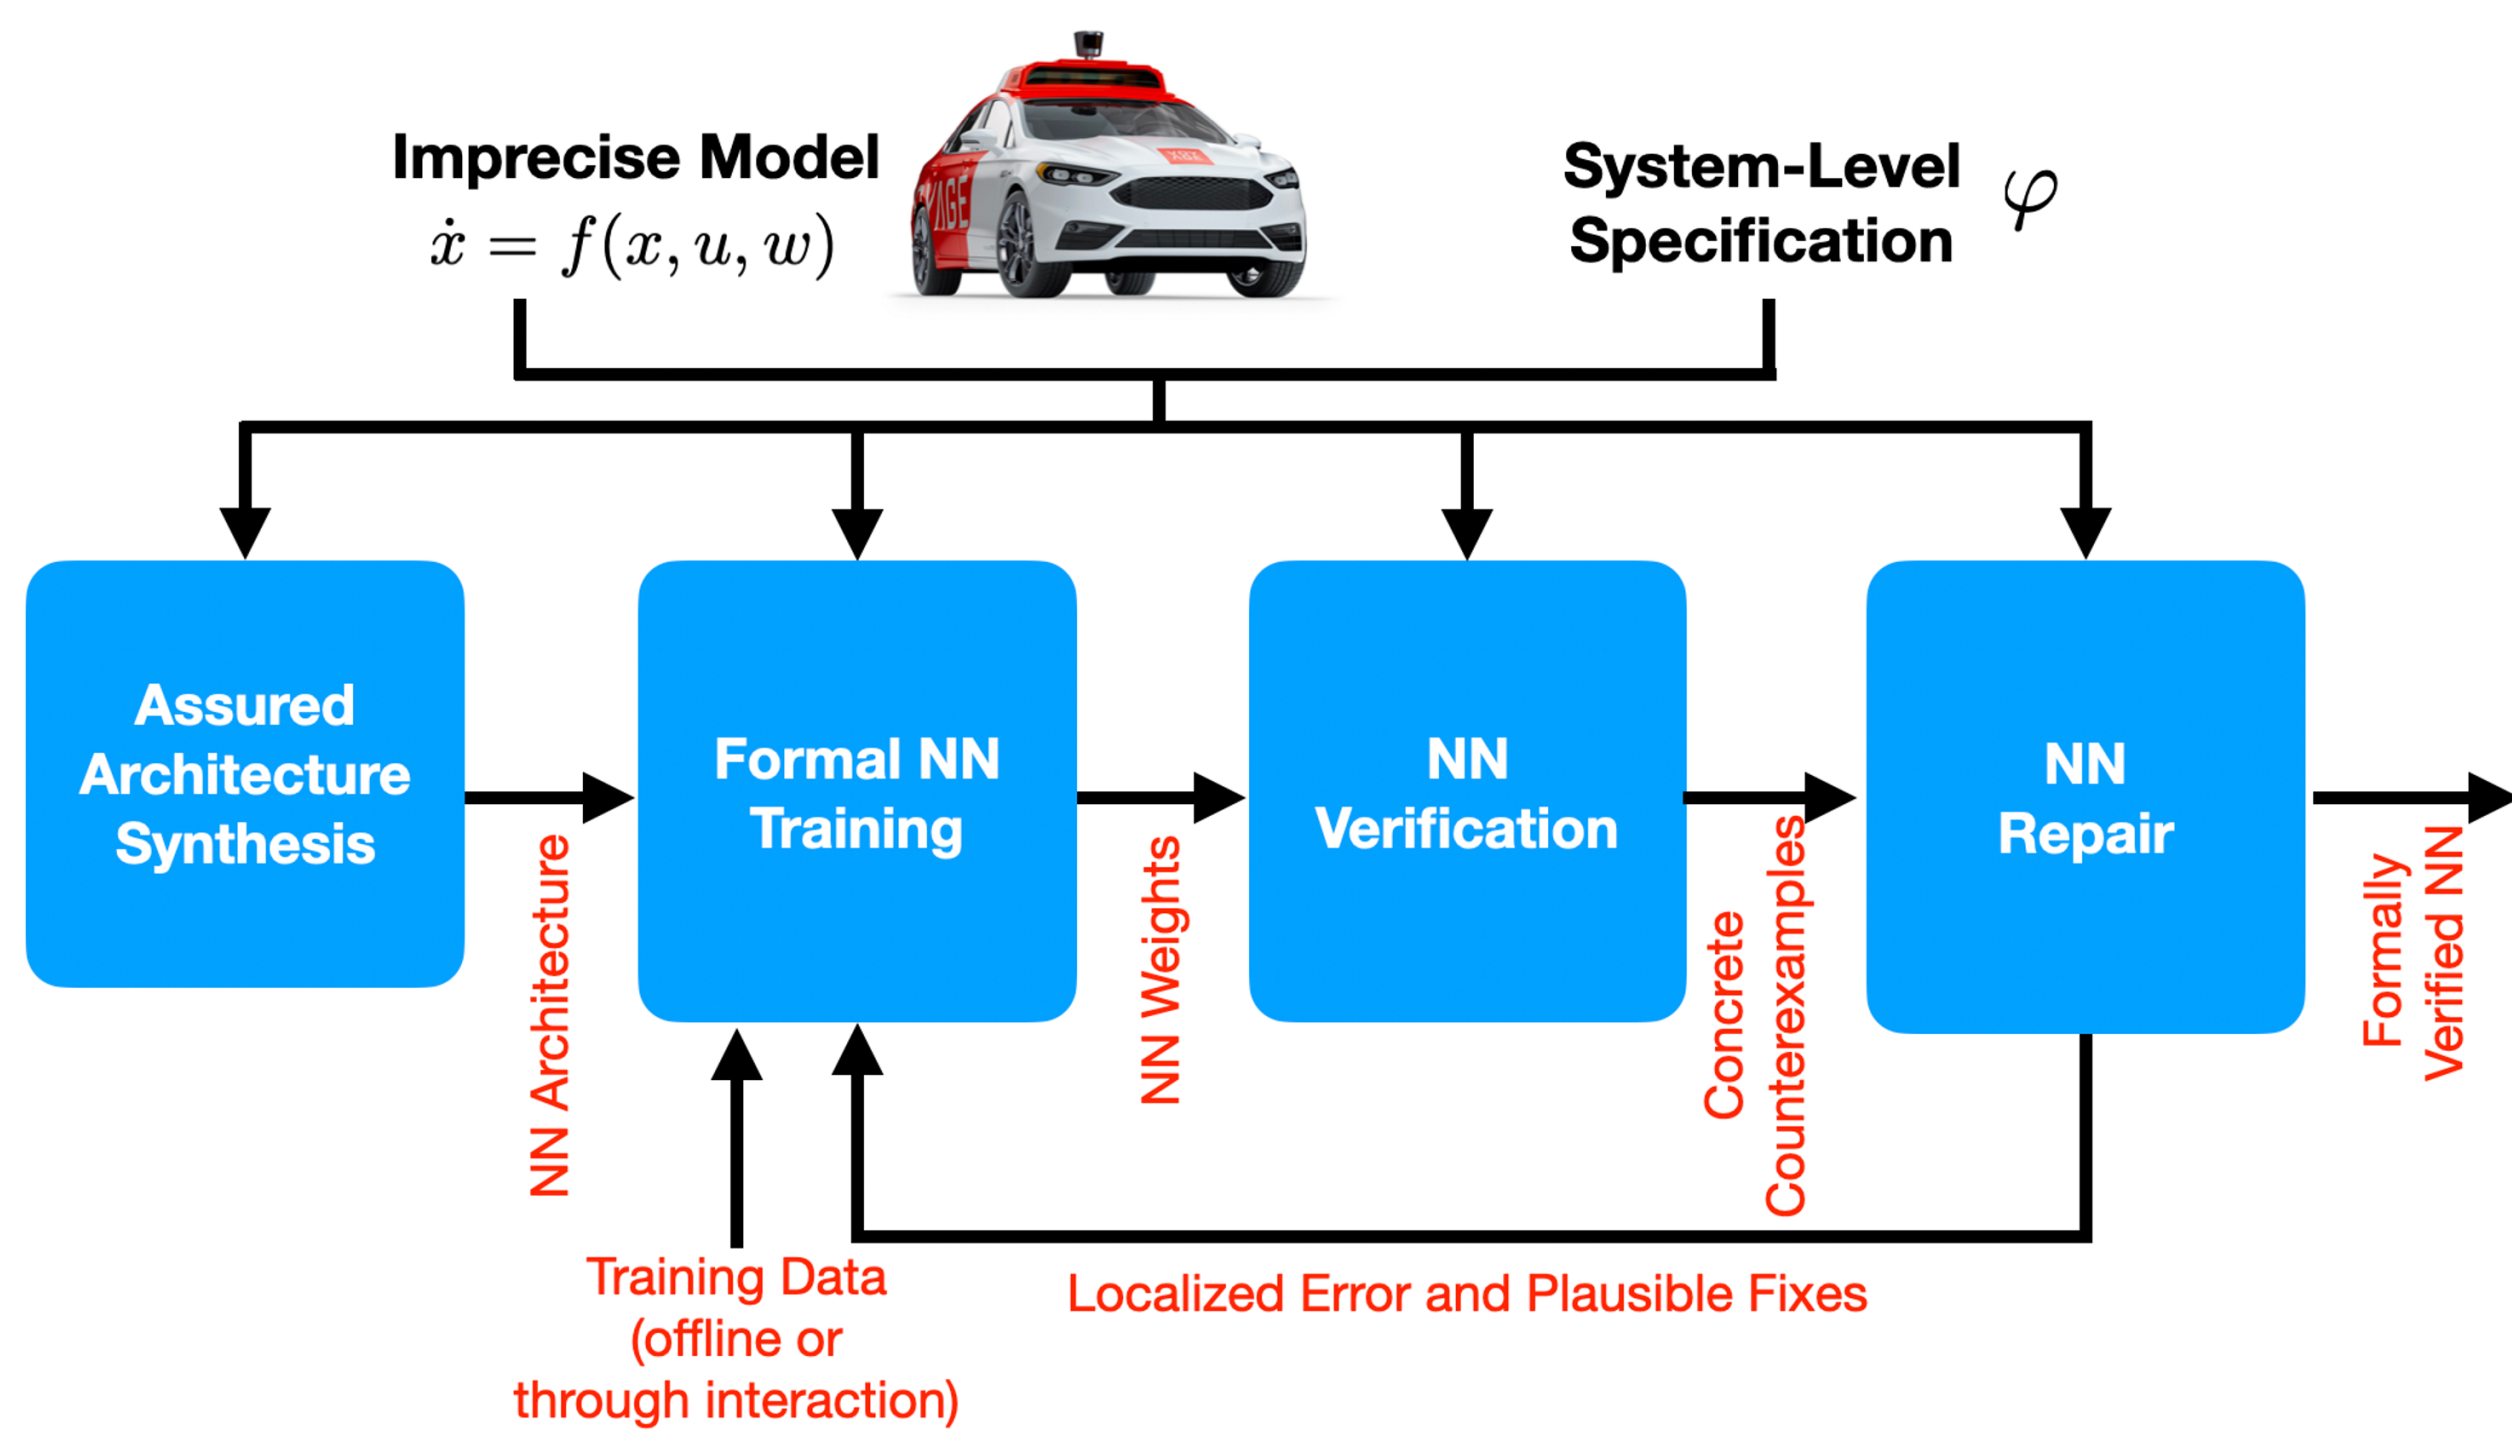 Imprecise Model
ẋ = f(x, u, w)
System-Level
Specification
φ
Assured
Architecture
Synthesis
Formal NN
Training
NN
Verification
NN
Repair
NN Architecture
NN Weights
Concrete
Counterexamples
Formally
Verified NN
Training Data
(offline or
through interaction)
Localized Error and Plausible Fixes